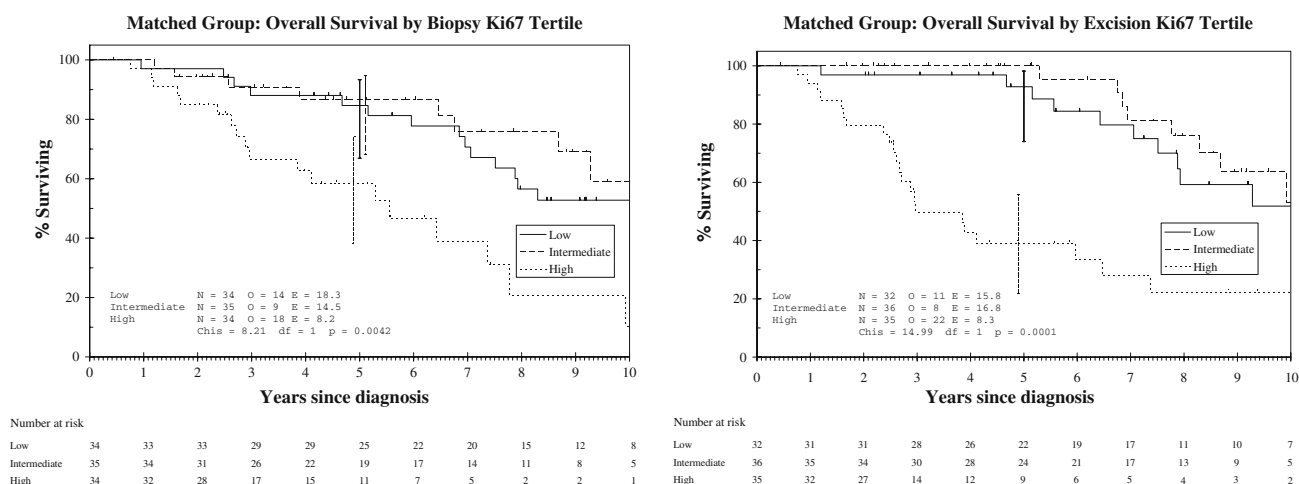 Matched Group: Overall Survival by Biopsy Ki67 Tertile
% Surviving
100
80
60
40
20
0
Low
Intermediate
High
Low N = 34 O = 14 E = 18.3
Intermediate N = 35 O = 9 E = 14.5
High N = 34 O = 18 E = 8.2
Chis = 8.21 df = 1 p = 0.0042
0 1 2 3 4 5 6 7 8 9 10
Years since diagnosis
Number at risk
Low 34 33 33 29 29 25 22 20 15 12 8
Intermediate 35 34 31 26 22 19 17 14 11 8 5
High 34 32 28 17 15 11 7 5 2 2 1
Matched Group: Overall Survival by Excision Ki67 Tertile
% Surviving
100
80
60
40
20
0
Low
Intermediate
High
Low N = 32 O = 11 E = 15.8
Intermediate N = 36 O = 8 E = 16.8
High N = 35 O = 22 E = 8.3
Chis = 14.99 df = 1 p = 0.0001
0 1 2 3 4 5 6 7 8 9 10
Years since diagnosis
Number at risk
Low 32 31 31 28 26 22 19 17 11 10 7
Intermediate 36 35 34 30 28 24 21 17 13 9 5
High 35 32 27 14 12 9 6 5 4 3 2